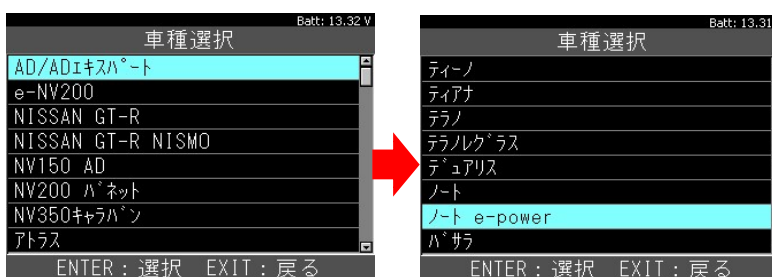 Batt: 13.32 V
車種選択
AD/ADエキスパート
e-NV200
NISSAN GT-R
NISSAN GT-R NISMO
NV150 AD
NV200 バネット
NV350キャラバン
アトラス
ENTER：選択 EXIT：戻る
Batt: 13.31
車種選択
ティーノ
ティアナ
テラノ
テラノレグラス
デュアリス
ノート
ノート e-power
バサラ
ENTER：選択 EXIT：戻る